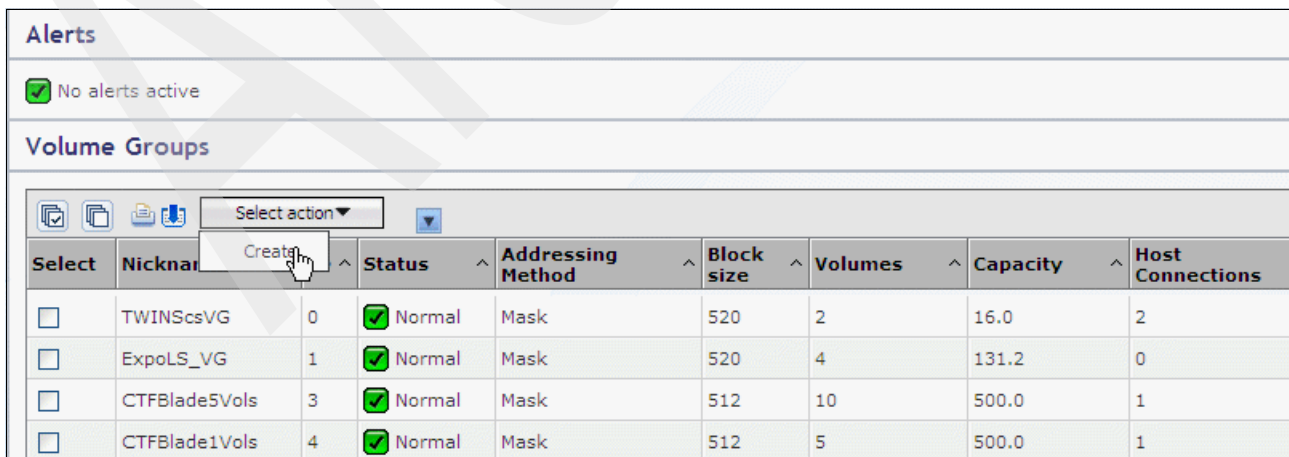 Alerts
No alerts active
Volume Groups
Select action
Create
Select Status Addressing Method Block size Volumes Capacity Host Connections
TWINScsVG 0 Normal Mask 520 2 16.0 2
ExpoLS_VG 1 Normal Mask 520 4 131.2 0
CTFBlade5Vols 3 Normal Mask 512 10 500.0 1
CTFBlade1Vols 4 Normal Mask 512 5 500.0 1